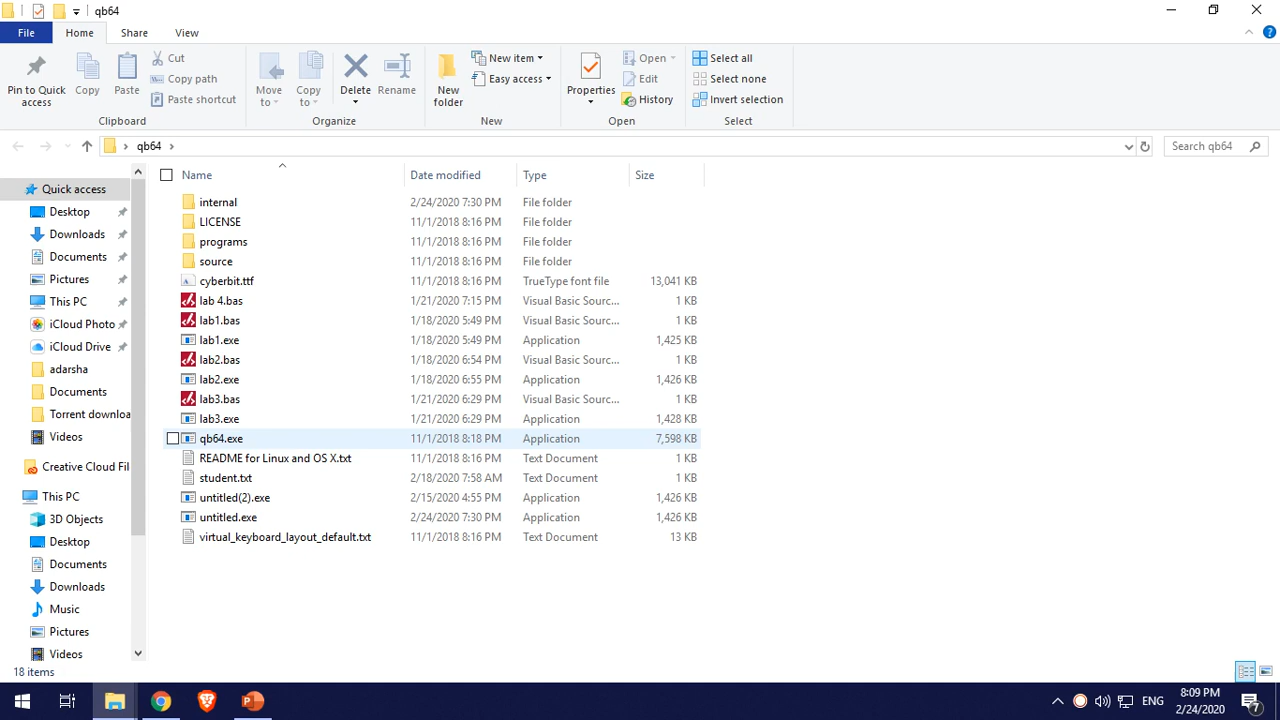 qb64
File Home Share View
Pin to Quick access
Copy
Paste
Cut
Copy path
Paste shortcut
Clipboard
Move to
Copy to
Delete
Rename
Organize
New folder
New item
Easy access
New
Properties
Open
Edit
History
Open
Select all
Select none
Invert selection
Select
qb64
Search qb64
Quick access
Desktop
Downloads
Documents
Pictures
This PC
iCloud Photo
iCloud Drive
adarsha
Documents
Torrent downloa
Videos
Creative Cloud Fil
This PC
3D Objects
Desktop
Documents
Downloads
Music
Pictures
Videos
Name Date modified Type Size
internal 2/24/2020 7:30 PM File folder
LICENSE 11/1/2018 8:16 PM File folder
programs 11/1/2018 8:16 PM File folder
source 11/1/2018 8:16 PM File folder
cyberbit.ttf 11/1/2018 8:16 PM TrueType font file 13,041 KB
lab 4.bas 1/21/2020 7:15 PM Visual Basic Sourc... 1 KB
lab1.bas 1/18/2020 5:49 PM Visual Basic Sourc... 1 KB
lab1.exe 1/18/2020 5:49 PM Application 1,425 KB
lab2.bas 1/18/2020 6:54 PM Visual Basic Sourc... 1 KB
lab2.exe 1/18/2020 6:55 PM Application 1,426 KB
lab3.bas 1/21/2020 6:29 PM Visual Basic Sourc... 1 KB
lab3.exe 1/21/2020 6:29 PM Application 1,428 KB
qb64.exe 11/1/2018 8:18 PM Application 7,598 KB
README for Linux and OS X.txt 11/1/2018 8:16 PM Text Document 1 KB
student.txt 2/18/2020 7:58 AM Text Document 1 KB
untitled(2).exe 2/15/2020 4:55 PM Application 1,426 KB
untitled.exe 2/24/2020 7:30 PM Application 1,426 KB
virtual_keyboard_layout_default.txt 11/1/2018 8:16 PM Text Document 13 KB
18 items
ENG
8:09 PM
2/24/2020
7